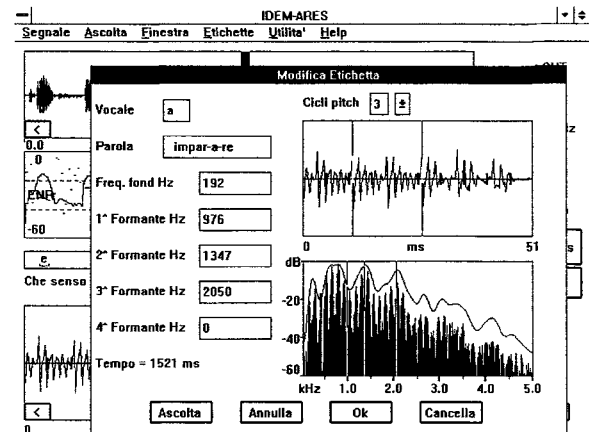 IDEM-ARES
Segnale Ascolta Finestra Etichette Utilita' Help
Modifica Etichetta
Vocale a
Cicli pitch 3 ±
<
0.0
Parola impar-a-re
0
Freq. fond Hz 192
-60
1^ Formante Hz 976
0 ms 51
2^ Formante Hz 1347
e
dB
Che senso
3^ Formante Hz 2050
-20
4^ Formante Hz 0
-40
Tempo = 1521 ms
-60
kHz 1.0 2.0 3.0 4.0 5.0
<
Ascolta Annulla Ok Cancella
0